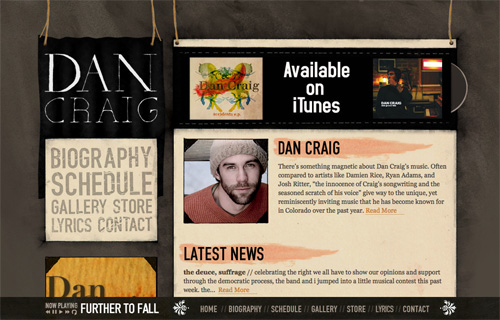 DAN
CRAIG
BIOGRAPHY
SCHEDULE
GALLERY STORE
LYRICS CONTACT
Dan
Dan Craig
Available
on
iTunes
DAN CRAIG
DAN CRAIG
There's something magnetic about Dan Craig's music. Often
compared to artists like Damien Rice, Ryan Adams, and
Josh Ritter, "the innocence of Craig's songwriting and the
seasoned scratch of his voice" give way to the unique, yet
reminiscently inviting music that he has become known for
in Colorado over the past year. Read More
LATEST NEWS
the deuce, suffrage // celebrating the right we all have to show our opinions and support
through the democratic process, the band and i jumped into a little musical contest this past
week. the... Read More
NOW PLAYING
FURTHER TO FALL
HOME // BIOGRAPHY // SCHEDULE // GALLERY // STORE // LYRICS // CONTACT